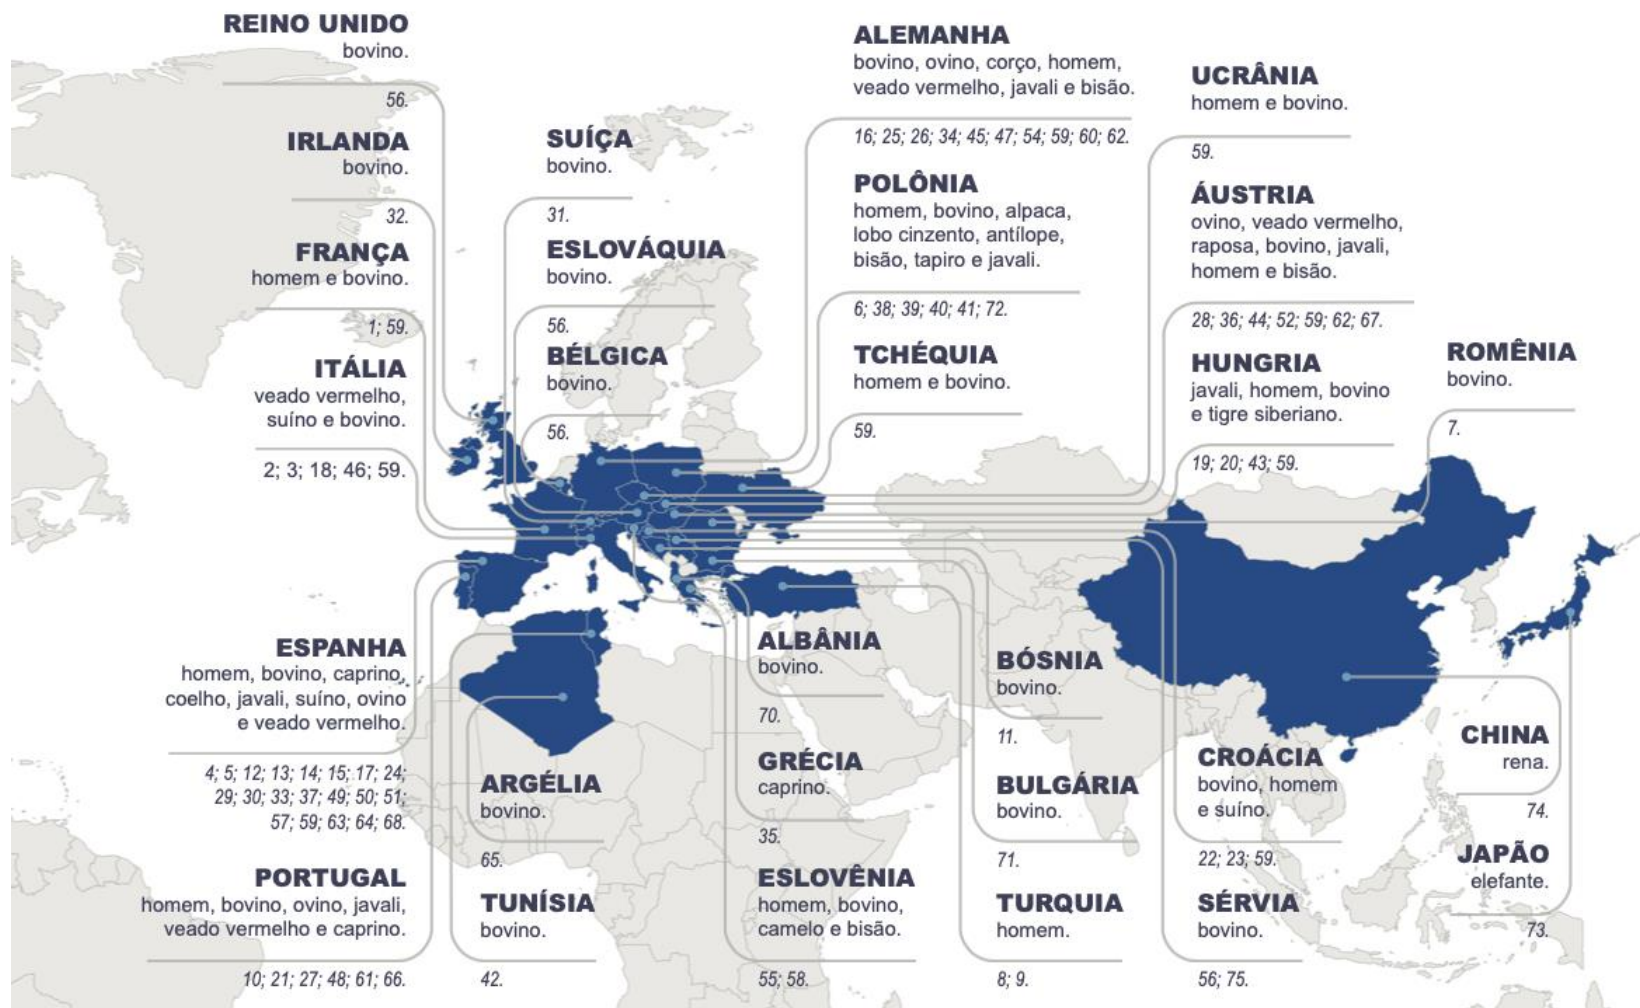 REINO UNIDO
bovino.
56.
IRLANDA
bovino.
32.
FRANÇA
homem e bovino.
1; 59.
ITÁLIA
veado vermelho,
suíno e bovino.
2; 3; 18; 46; 59.
SUÍÇA
bovino.
31.
ESLOVÁQUIA
bovino.
56.
BÉLGICA
bovino.
56.
ALEMANHA
bovino, ovino, corço, homem,
veado vermelho, javali e bisão.
16; 25; 26; 34; 45; 47; 54; 59; 60; 62.
POLÔNIA
homem, bovino, alpaca,
lobo cinzento, antílope,
bisão, tapiro e javali.
6; 38; 39; 40; 41; 72.
TCHÉQUIA
homem e bovino.
59.
UCRÂNIA
homem e bovino.
59.
ÁUSTRIA
ovino, veado vermelho,
raposa, bovino, javali,
homem e bisão.
28; 36; 44; 52; 59; 62; 67.
HUNGRIA
javali, homem, bovino
e tigre siberiano.
19; 20; 43; 59.
ROMÊNIA
bovino.
7.
ESPANHA
homem, bovino, caprino,
coelho, javali, suíno, ovino
e veado vermelho.
4; 5; 12; 13; 14; 15; 17; 24;
29; 30; 33; 37; 49; 50; 51;
57; 59; 63; 64; 68.
PORTUGAL
homem, bovino, ovino, javali,
veado vermelho e caprino.
10; 21; 27; 48; 61; 66.
ARGÉLIA
bovino.
65.
TUNÍSIA
bovino.
42.
ALBÂNIA
bovino.
70.
GRÉCIA
caprino.
35.
ESLOVÊNIA
homem, bovino,
camelo e bisão.
55; 58.
BÓSNIA
bovino.
11.
BULGÁRIA
bovino.
71.
TURQUIA
homem.
8; 9.
CROÁCIA
bovino, homem
e suíno.
22; 23; 59.
SÉRVIA
bovino.
56; 75.
CHINA
rena.
74.
JAPÃO
elefante.
73.